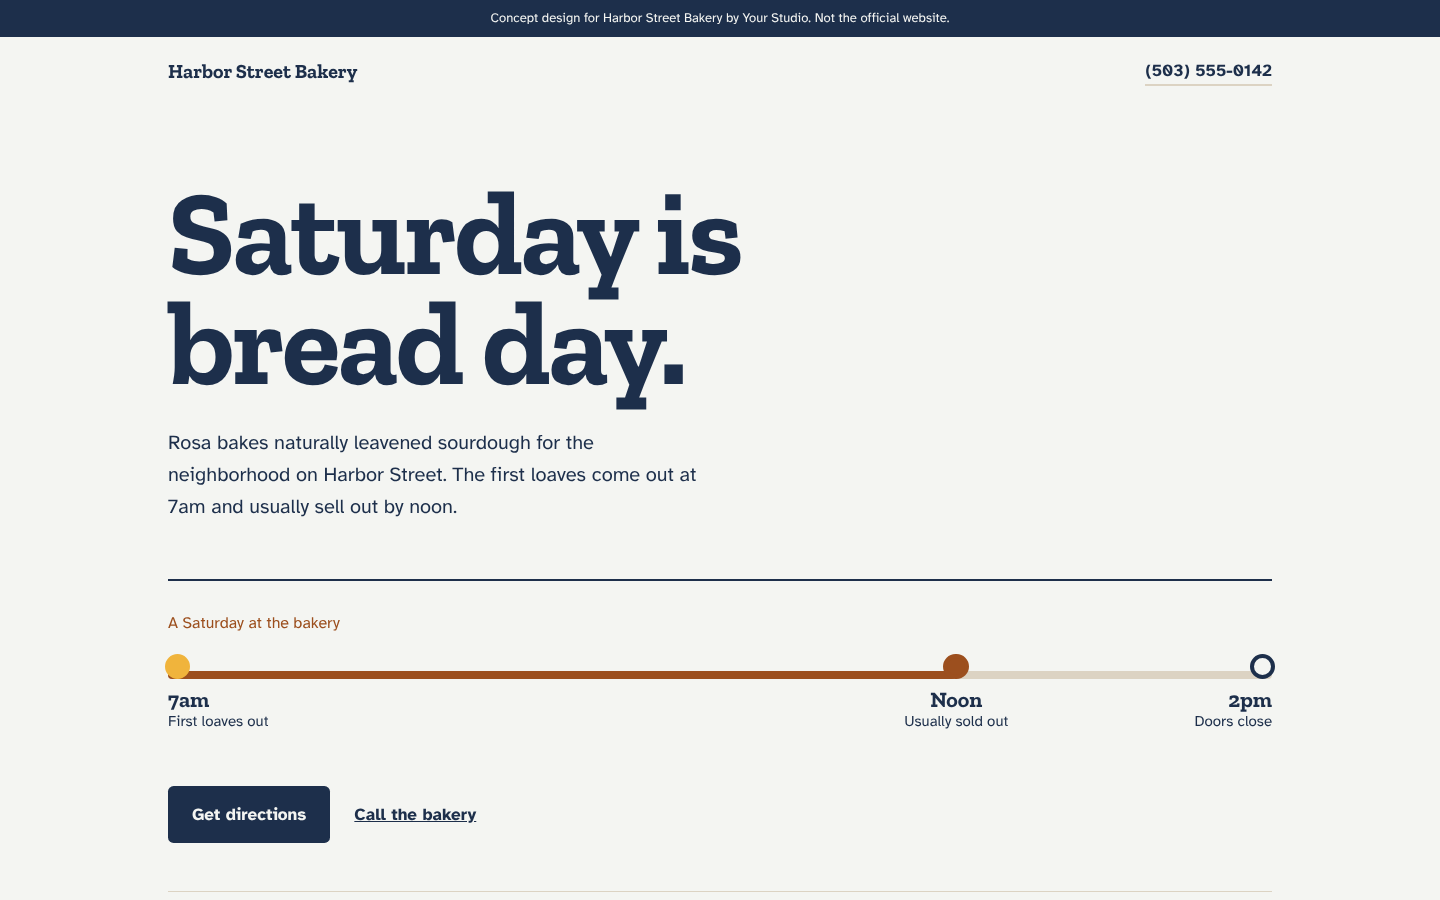 Concept design for Harbor Street Bakery by Your Studio. Not the official website.
Harbor Street Bakery
(503) 555-0142
Saturday is
bread day.
Rosa bakes naturally leavened sourdough for the
neighborhood on Harbor Street. The first loaves come out at
7am and usually sell out by noon.
A Saturday at the bakery
7am
First loaves out
Noon
Usually sold out
2pm
Doors close
Get directions
Call the bakery